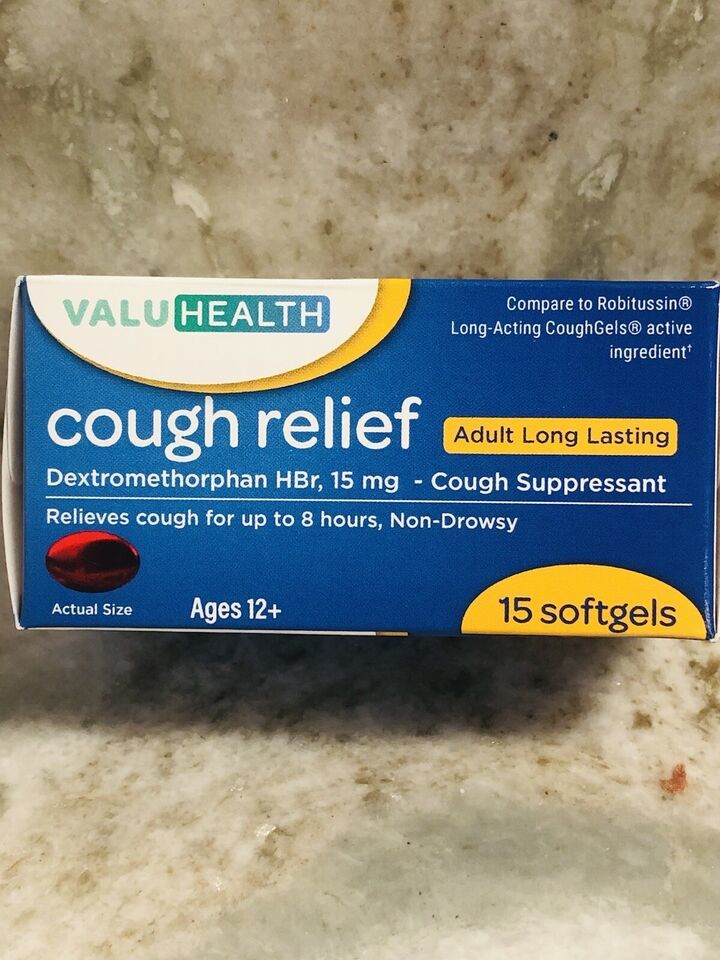 VALUHEALTH
Compare to Robitussin®
Long-Acting CoughGels® active
ingredient†
cough relief
Adult Long Lasting
Dextromethorphan HBr, 15 mg - Cough Suppressant
Relieves cough for up to 8 hours, Non-Drowsy
Actual Size
Ages 12+
15 softgels